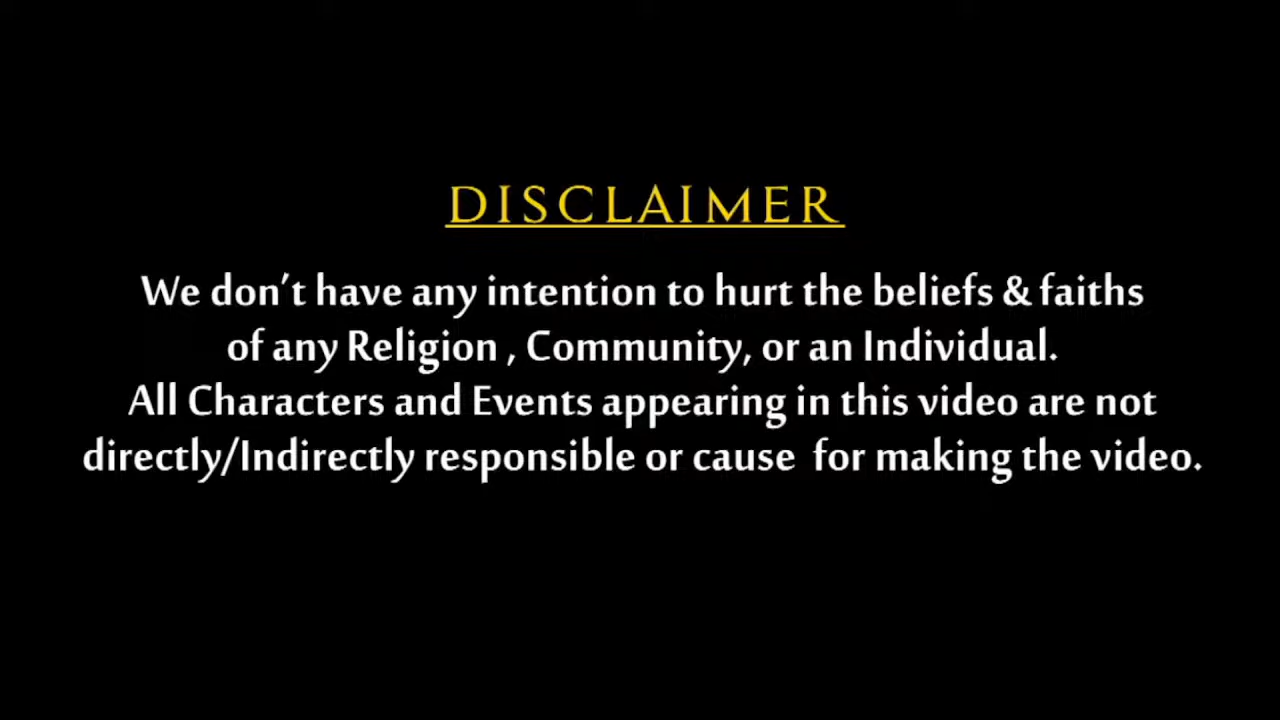 DISCLAIMER
We don't have any intention to hurt the beliefs & faiths
of any Religion , Community, or an Individual.
All Characters and Events appearing in this video are not
directly/Indirectly responsible or cause  for making the video.